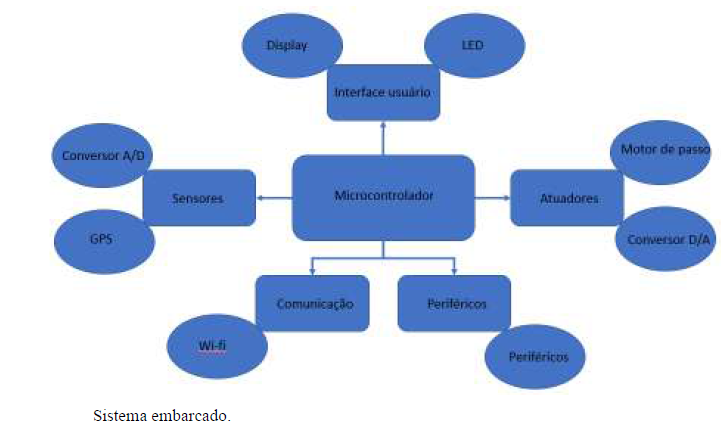 Display
LED
Interface usuário
Conversor A/D
Motor de passo
Sensores
Microcontrolador
Atuadores
GPS
Conversor D/A
Comunicação
Periféricos
Wi-fi
Periféricos
Sistema embarcado.